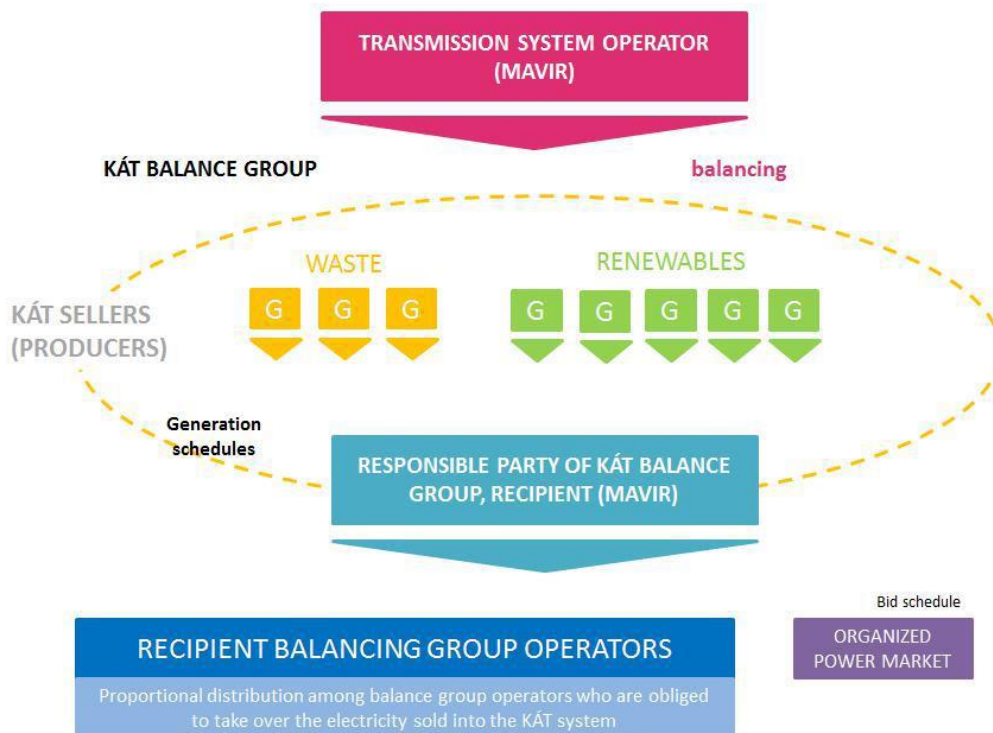 TRANSMISSION SYSTEM OPERATOR
(MAVIR)
KÁT BALANCE GROUP
balancing
WASTE
RENEWABLES
G G G G G G G G
KÁT SELLERS
(PRODUCERS)
Generation
schedules
RESPONSIBLE PARTY OF KÁT BALANCE
GROUP, RECIPIENT (MAVIR)
Bid schedule
RECIPIENT BALANCING GROUP OPERATORS
Proportional distribution among balance group operators who are obliged
to take over the electricity sold into the KÁT system
ORGANIZED
POWER MARKET